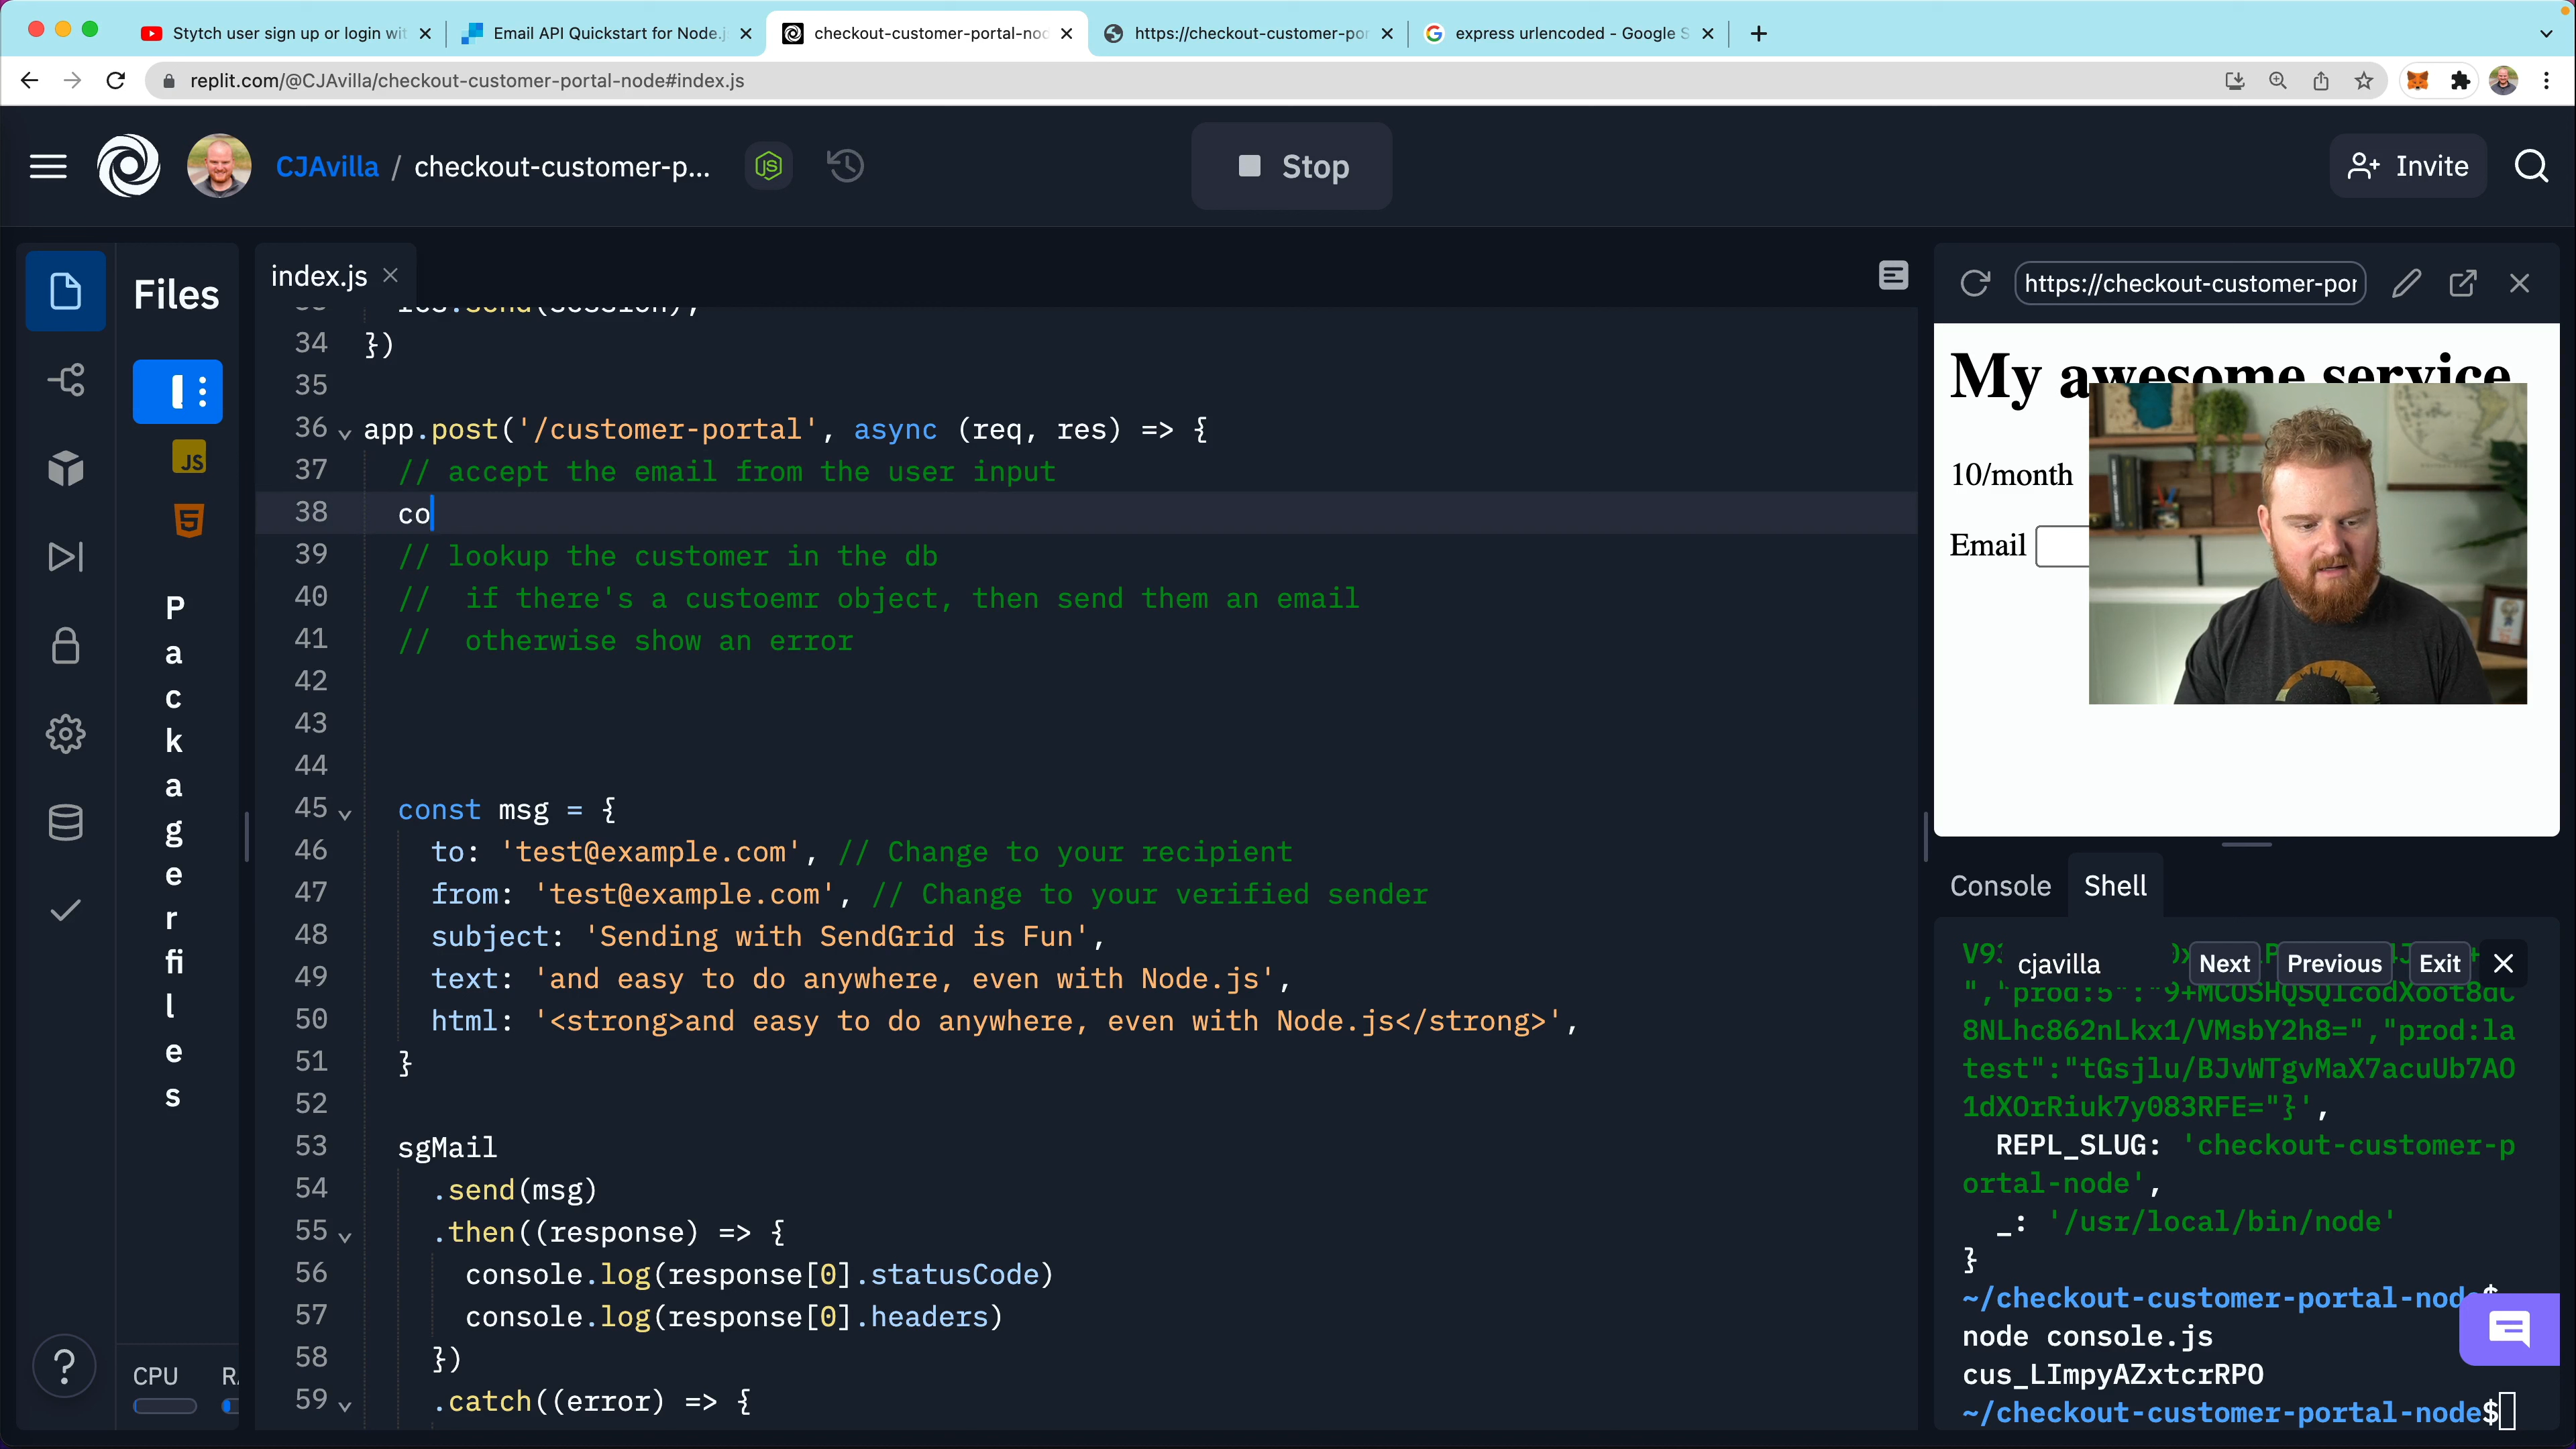 Stytch user sign up or login wit
Email API Quickstart for Node.j
checkout-customer-portal-noc
https://checkout-customer-por
express urlencoded - Google S
replit.com/@CJAvilla/checkout-customer-portal-node#index.js
CJAvilla / checkout-customer-p...
Stop
Invite
Files
JS
5
Packager files
CPU
index.js
34 })
35
36 app.post('/customer-portal', async (req, res) => {
37 // accept the email from the user input
38 co
39 // lookup the customer in the db
40 //  if there's a custoemr object, then send them an email
41 //  otherwise show an error
42
43
44
45 const msg = {
46 to: 'test@example.com', // Change to your recipient
47 from: 'test@example.com', // Change to your verified sender
48 subject: 'Sending with SendGrid is Fun',
49 text: 'and easy to do anywhere, even with Node.js',
50 html: '<strong>and easy to do anywhere, even with Node.js</strong>',
51 }
52
53 sgMail
54 .send(msg)
55 .then((response) => {
56 console.log(response[0].statusCode)
57 console.log(response[0].headers)
58 })
59 .catch((error) => {
https://checkout-customer-por
My awesome service
10/month
Email
Console Shell
cjavilla Next Previous Exit
8NLhc862nLkx1/VMsbY2h8=","prod:la
test":"tGsjlu/BJvWTgvMaX7acuUb7AO
1dXOrRiuk7y083RFE="}',
REPL_SLUG: 'checkout-customer-p
ortal-node',
_: '/usr/local/bin/node'
}
~/checkout-customer-portal-node$
node console.js
cus_LImpyAZxtcrRPO
~/checkout-customer-portal-node$